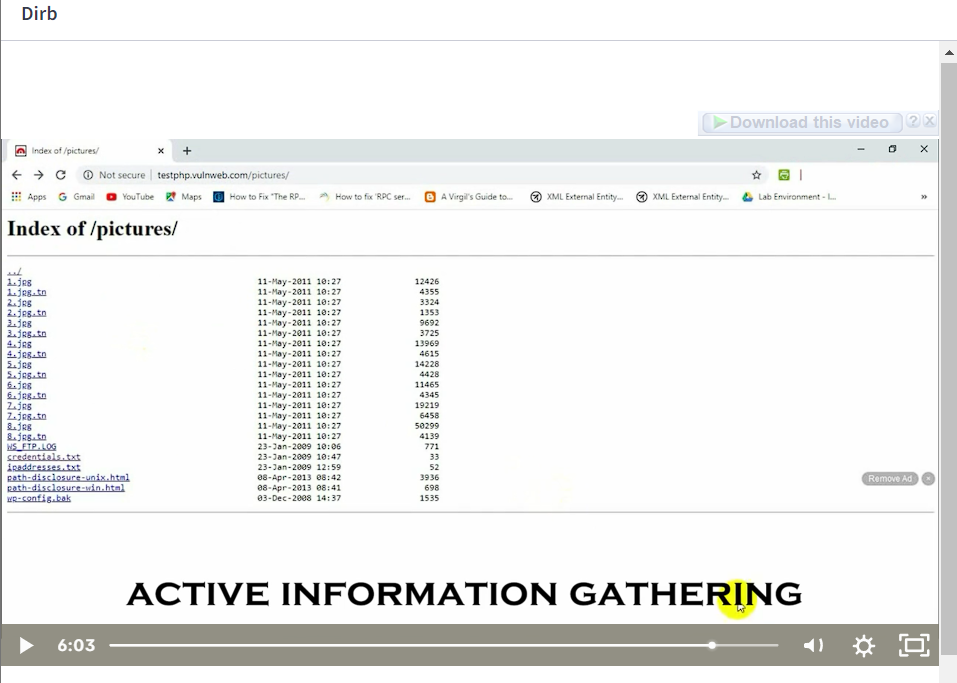 Dirb
Download this video ? X
Index of /pictures/
Not secure | testphp.vulnweb.com/pictures/
Apps Gmail YouTube Maps How to Fix "The RP... How to fix 'RPC ser... A Virgil's Guide to... XML External Entity... XML External Entity... Lab Environment - I... »
Index of /pictures/
../
1.jpg 11-May-2011 10:27 12426
1.jpg.tn 11-May-2011 10:27 4355
2.jpg 11-May-2011 10:27 3324
2.jpg.tn 11-May-2011 10:27 1353
3.jpg 11-May-2011 10:27 9692
3.jpg.tn 11-May-2011 10:27 3725
4.jpg 11-May-2011 10:27 13969
4.jpg.tn 11-May-2011 10:27 4615
5.jpg 11-May-2011 10:27 14228
5.jpg.tn 11-May-2011 10:27 4428
6.jpg 11-May-2011 10:27 11465
6.jpg.tn 11-May-2011 10:27 4345
7.jpg 11-May-2011 10:27 19219
7.jpg.tn 11-May-2011 10:27 6458
8.jpg 11-May-2011 10:27 50299
8.jpg.tn 11-May-2011 10:27 4139
WS_FTP.LOG 23-Jan-2009 10:06 771
credentials.txt 23-Jan-2009 10:47 33
ipaddresses.txt 23-Jan-2009 12:59 52
path-disclosure-unix.html 08-Apr-2013 08:42 3936
path-disclosure-win.html 08-Apr-2013 08:41 698
wp-config.bak 03-Dec-2008 14:37 1535
Remove Ad
ACTIVE INFORMATION GATHERING
6:03